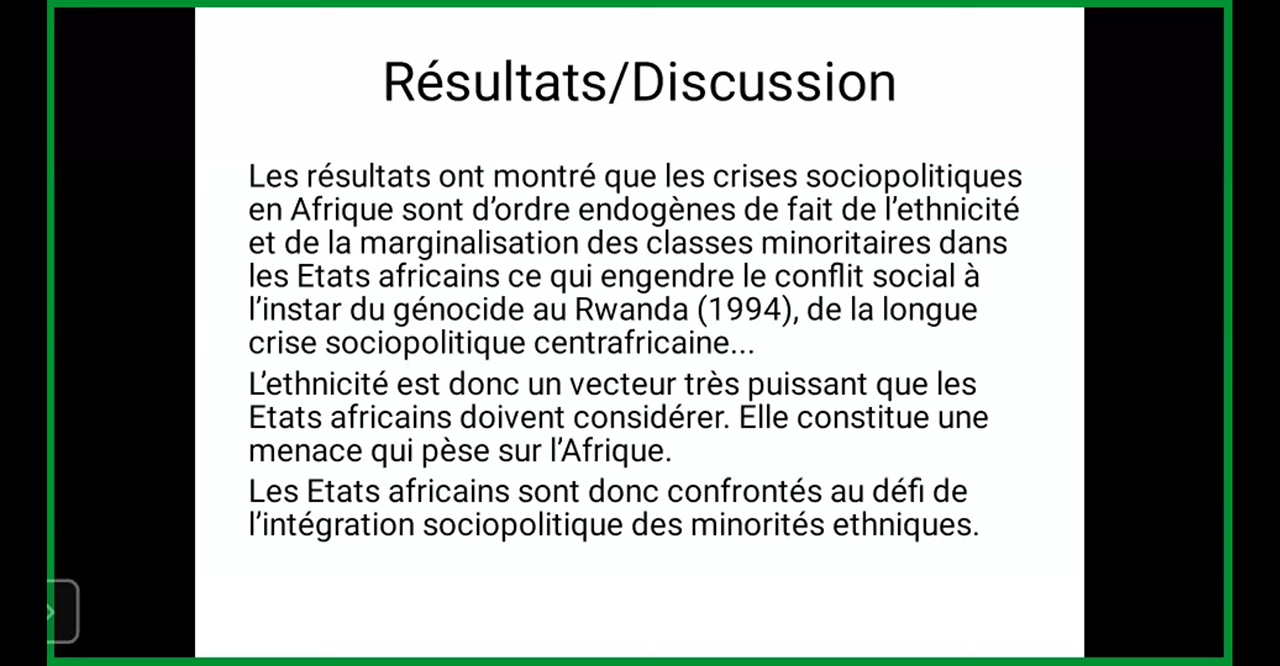 Résultats/Discussion
Les résultats ont montré que les crises sociopolitiques
en Afrique sont d’ordre endogènes de fait de l’ethnicité
et de la marginalisation des classes minoritaires dans
les Etats africains ce qui engendre le conflit social à
l’instar du génocide au Rwanda (1994), de la longue
crise sociopolitique centrafricaine...
L’ethnicité est donc un vecteur très puissant que les
Etats africains doivent considérer. Elle constitue une
menace qui pèse sur l’Afrique.
Les Etats africains sont donc confrontés au défi de
l’intégration sociopolitique des minorités ethniques.